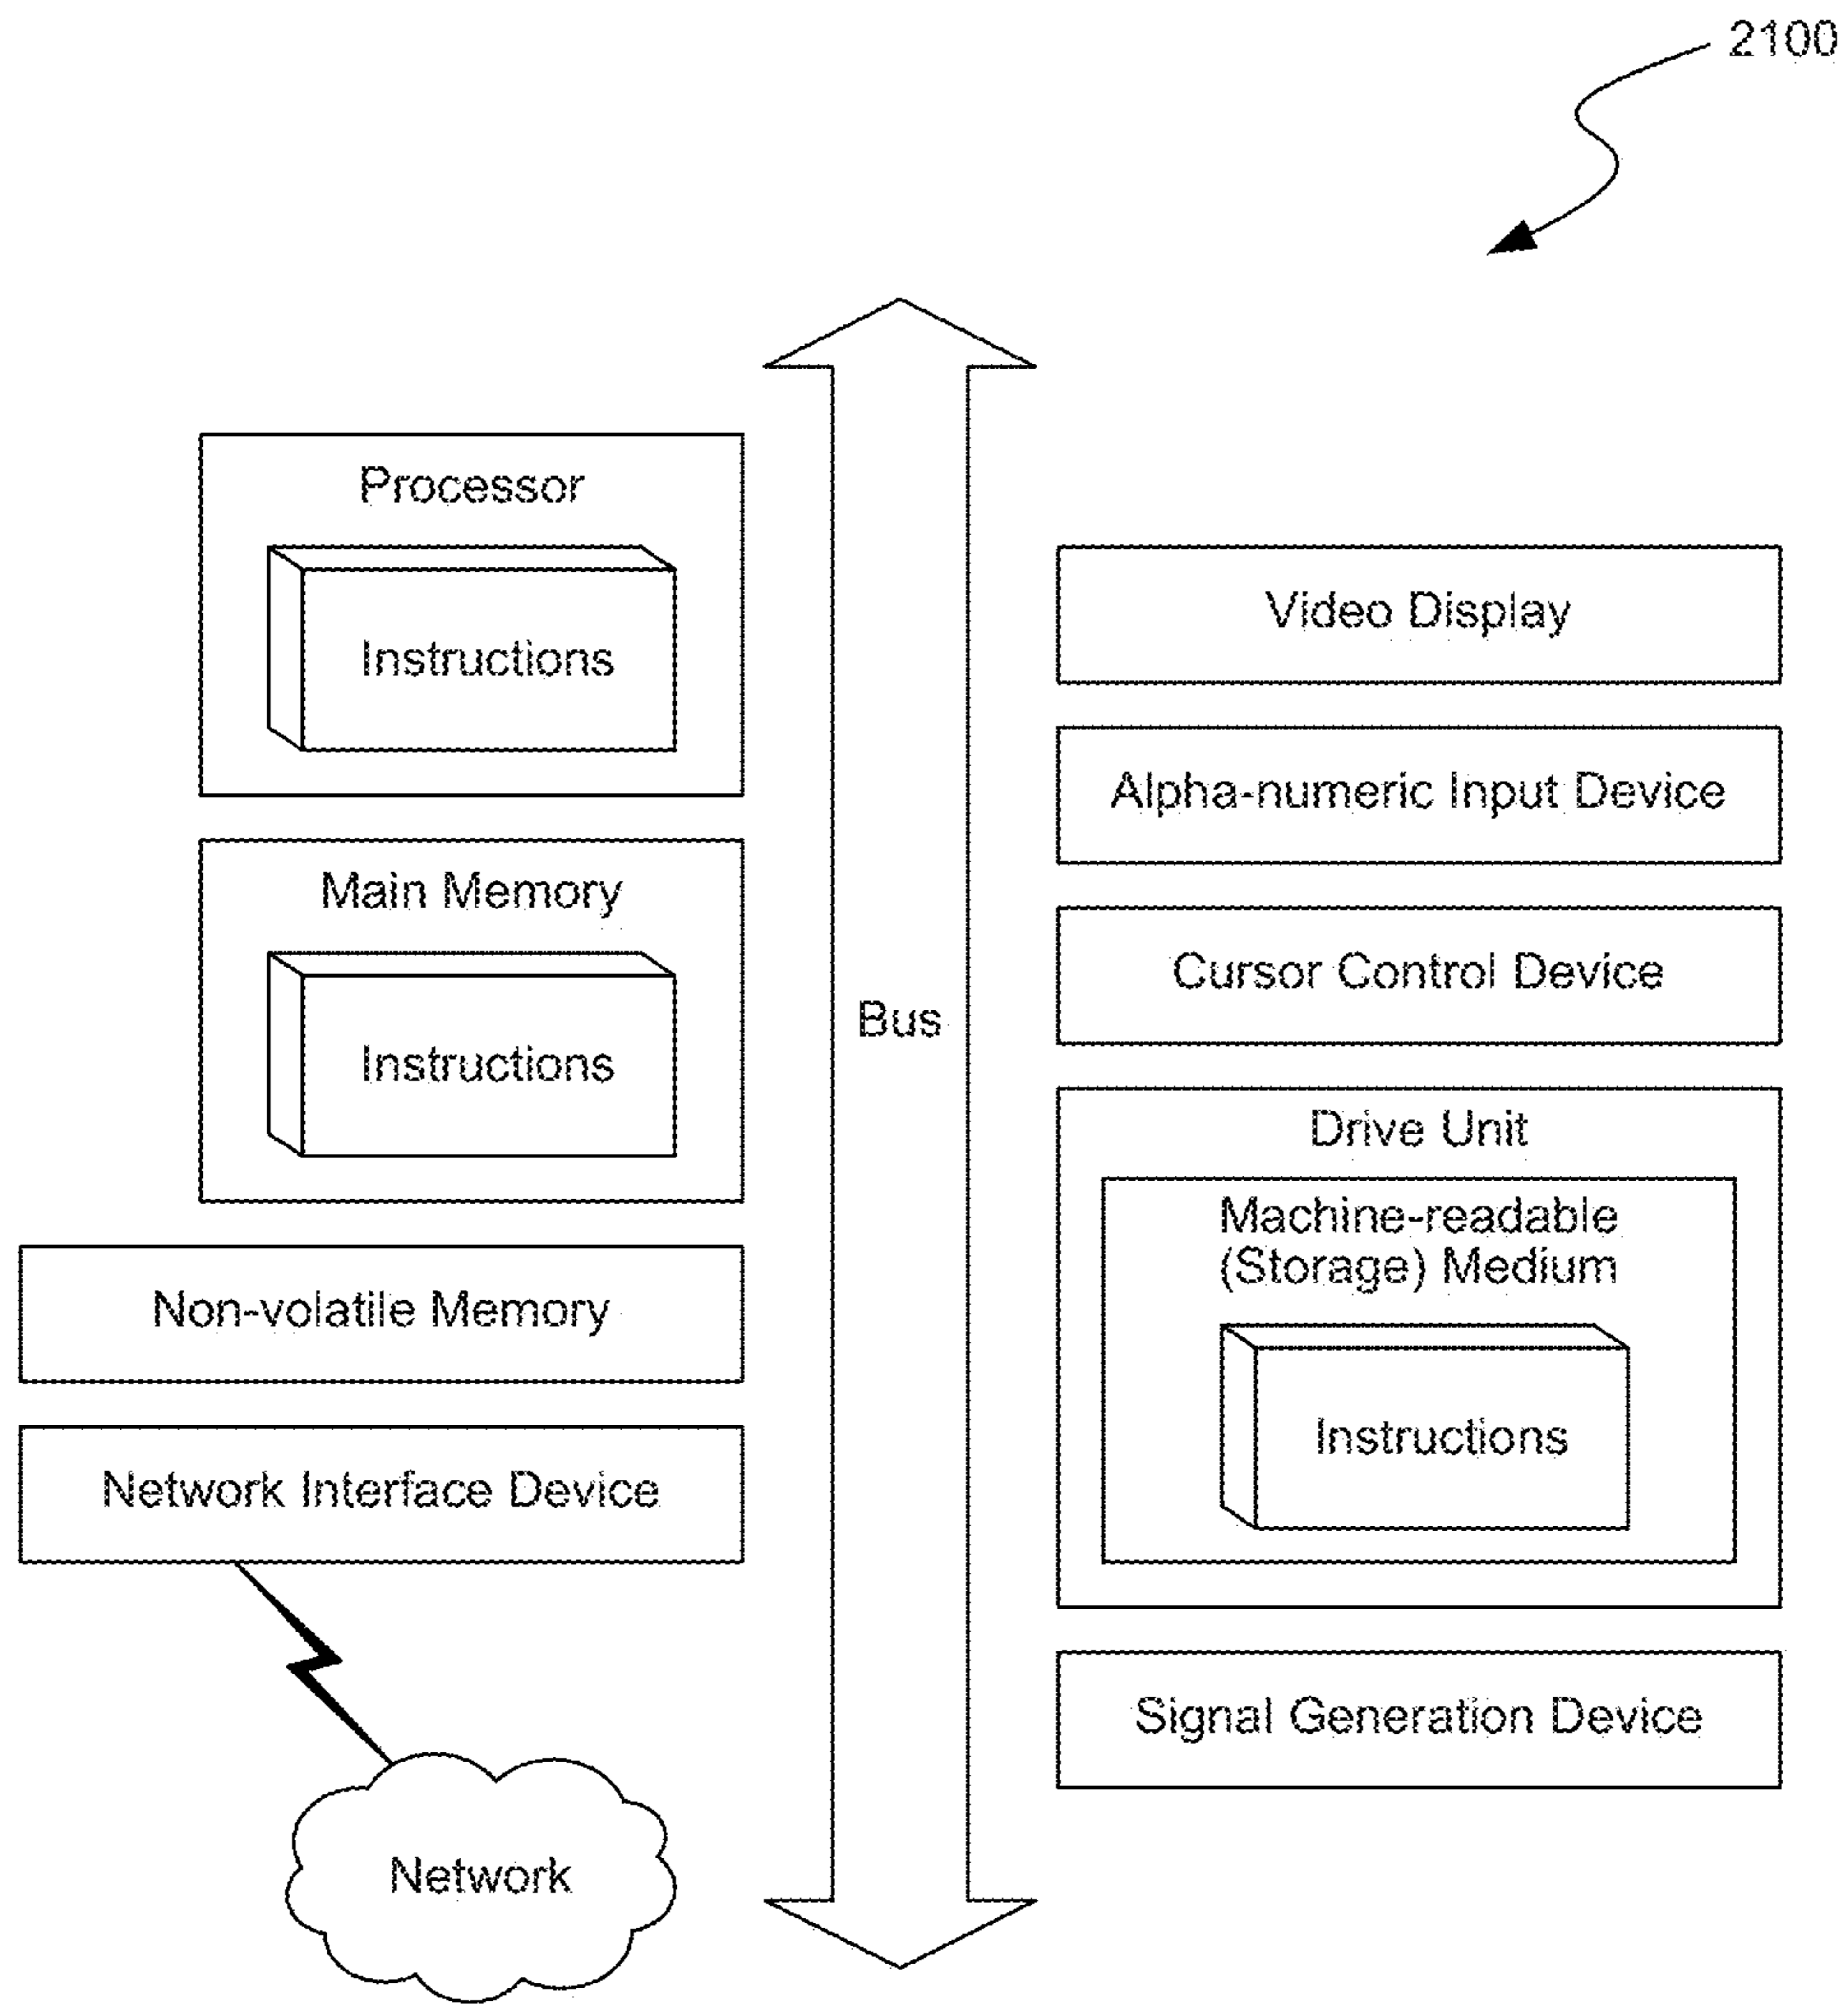 2100
Processor
Instructions
Main Memory
Instructions
Non-volatile Memory
Network Interface Device
Network
Bus
Video Display
Alpha-numeric Input Device
Cursor Control Device
Drive Unit
Machine-readable
(Storage) Medium
Instructions
Signal Generation Device